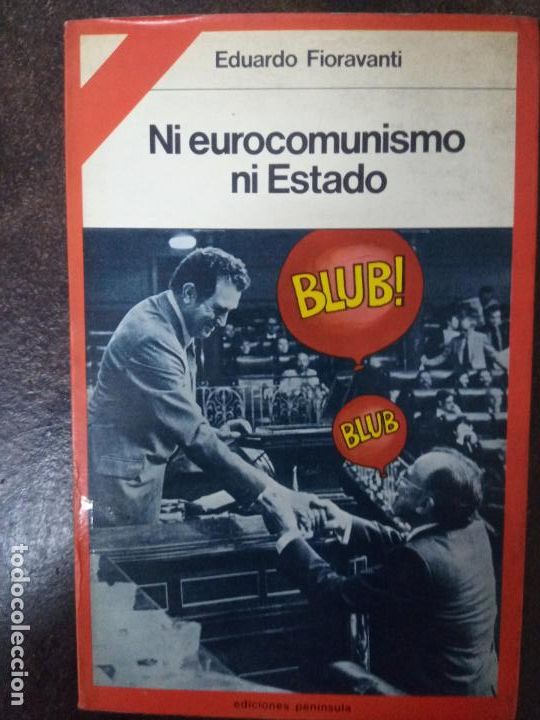 Eduardo Fioravanti
Ni eurocomunismo
ni Estado
BLUB!
BLUB
ediciones península
todocoleccion